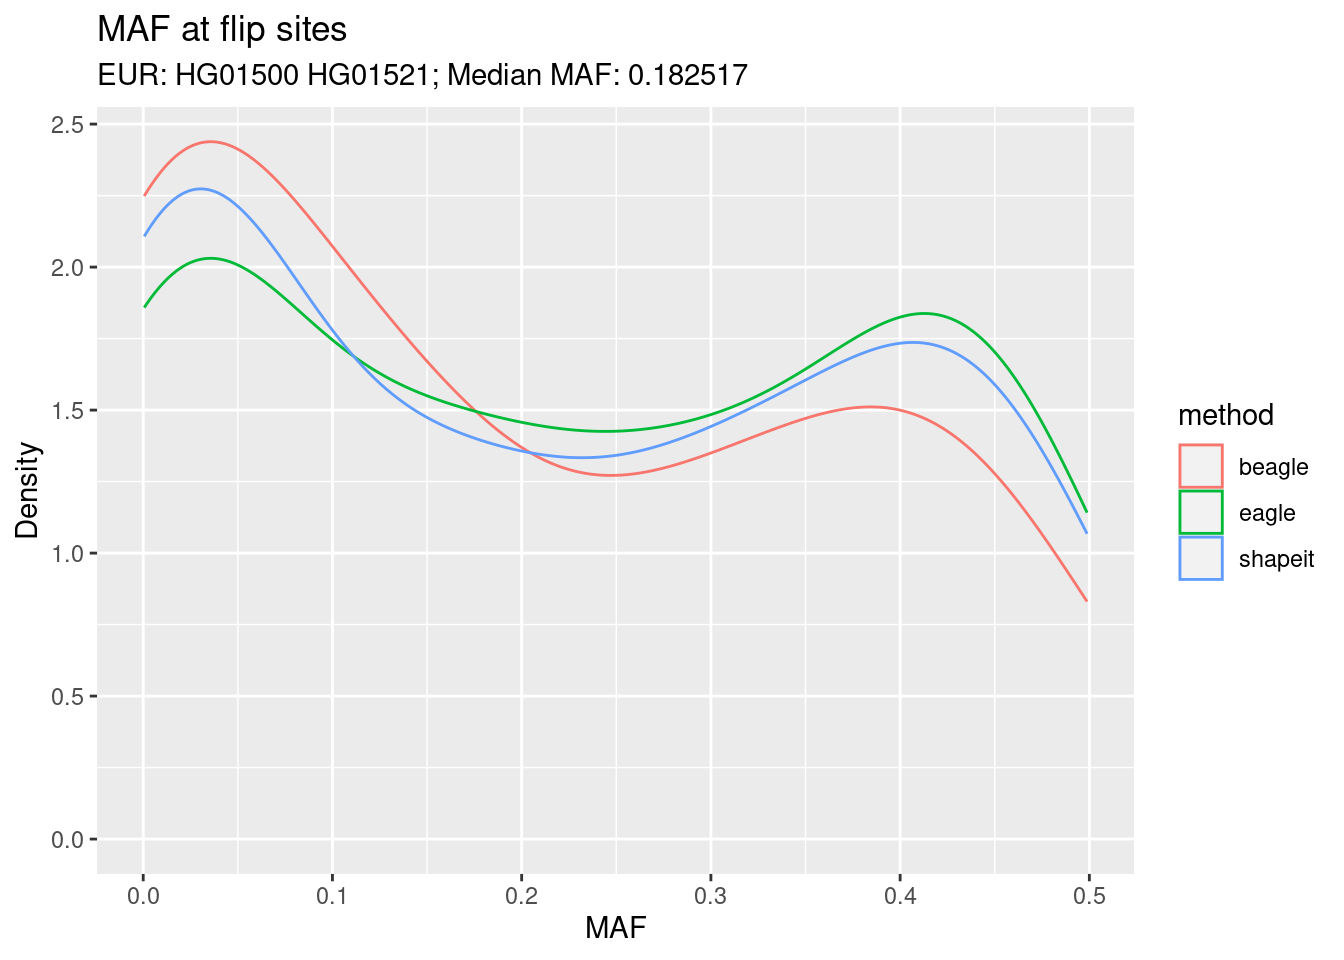 MAF at flip sites
EUR: HG01500 HG01521; Median MAF: 0.182517
2.5
2.0
1.5
1.0
0.5
0.0
Density
0.0 0.1 0.2 0.3 0.4 0.5
MAF
method
beagle
eagle
shapeit